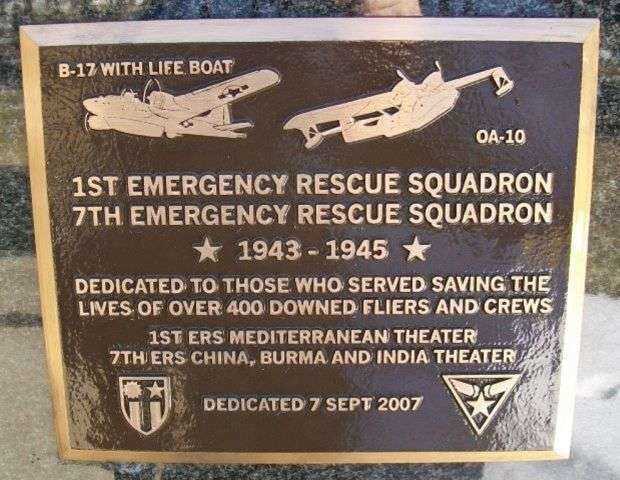 B-17 WITH LIFE BOAT
OA-10
1ST EMERGENCY RESCUE SQUADRON
7TH EMERGENCY RESCUE SQUADRON
★ 1943 - 1945 ★
DEDICATED TO THOSE WHO SERVED SAVING THE
LIVES OF OVER 400 DOWNED FLIERS AND CREWS
1ST ERS MEDITERRANEAN THEATER
7TH ERS CHINA, BURMA AND INDIA THEATER
DEDICATED 7 SEPT 2007